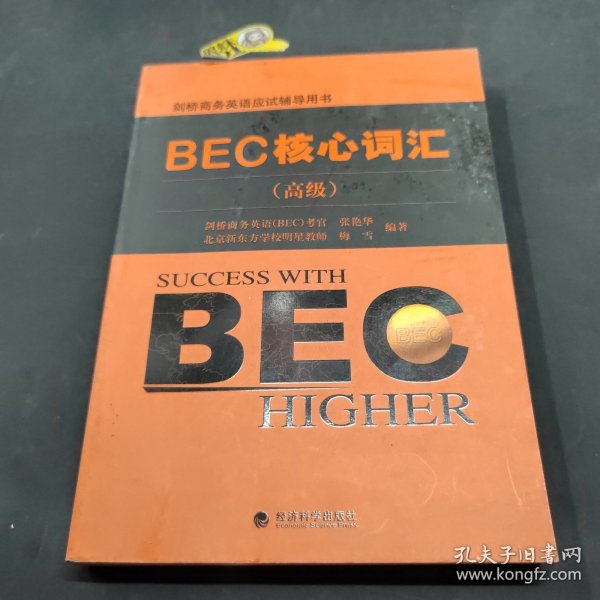 剑桥商务英语应试辅导用书
BEC核心词汇
(高级)
剑桥商务英语(BEC)考官 张艳华 编著
北京新东方学校明星教师 梅 雪
SUCCESS WITH
BEC
BEC
HIGHER
经济科学出版社
Economic Science Press
孔夫子旧书网
www.kongfz.com